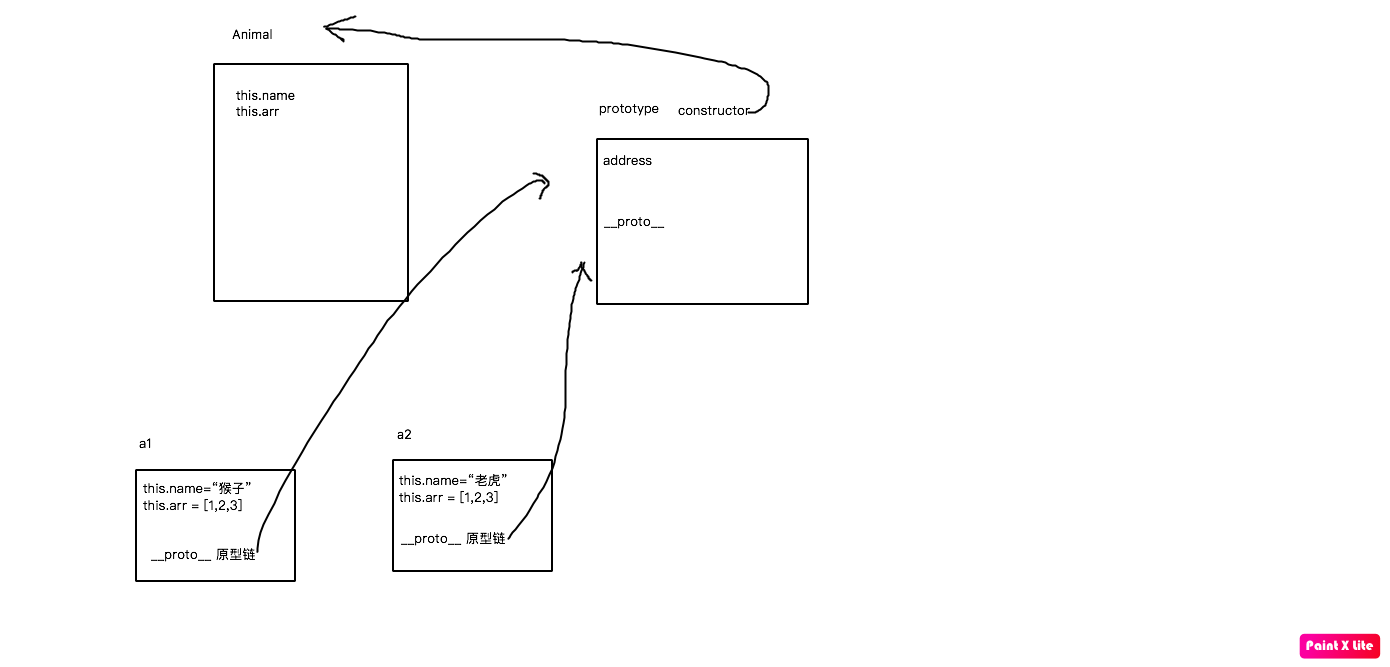 Animal
this.name
this.arr
prototype constructor
address
__proto__
a1
this.name=“猴子”
this.arr = [1,2,3]
__proto__ 原型链
a2
this.name=“老虎”
this.arr = [1,2,3]
__proto__ 原型链
Paint X Lite